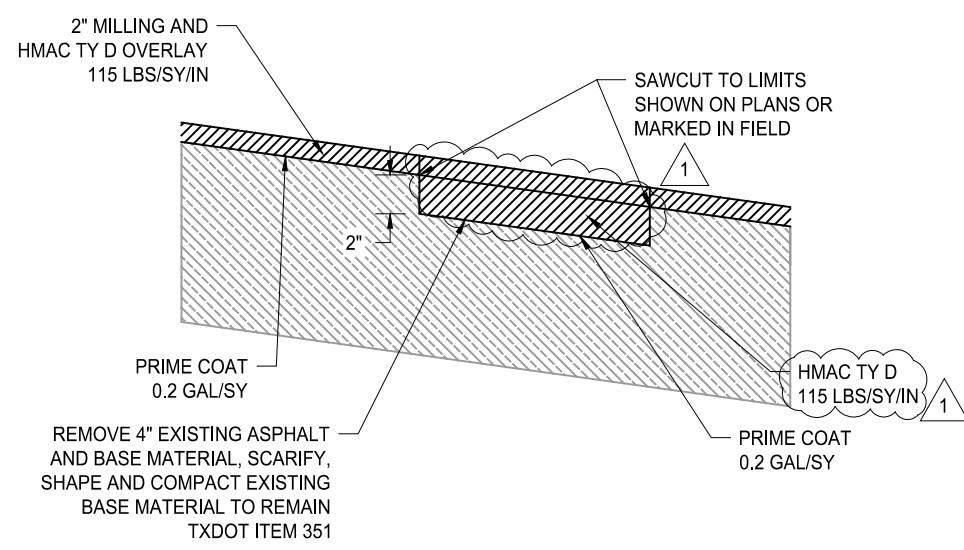 2" MILLING AND
HMAC TY D OVERLAY
115 LBS/SY/IN
SAWCUT TO LIMITS
SHOWN ON PLANS OR
MARKED IN FIELD
1
2"
PRIME COAT
0.2 GAL/SY
HMAC TY D
115 LBS/SY/IN
1
REMOVE 4" EXISTING ASPHALT
AND BASE MATERIAL, SCARIFY,
SHAPE AND COMPACT EXISTING
BASE MATERIAL TO REMAIN
TXDOT ITEM 351
PRIME COAT
0.2 GAL/SY